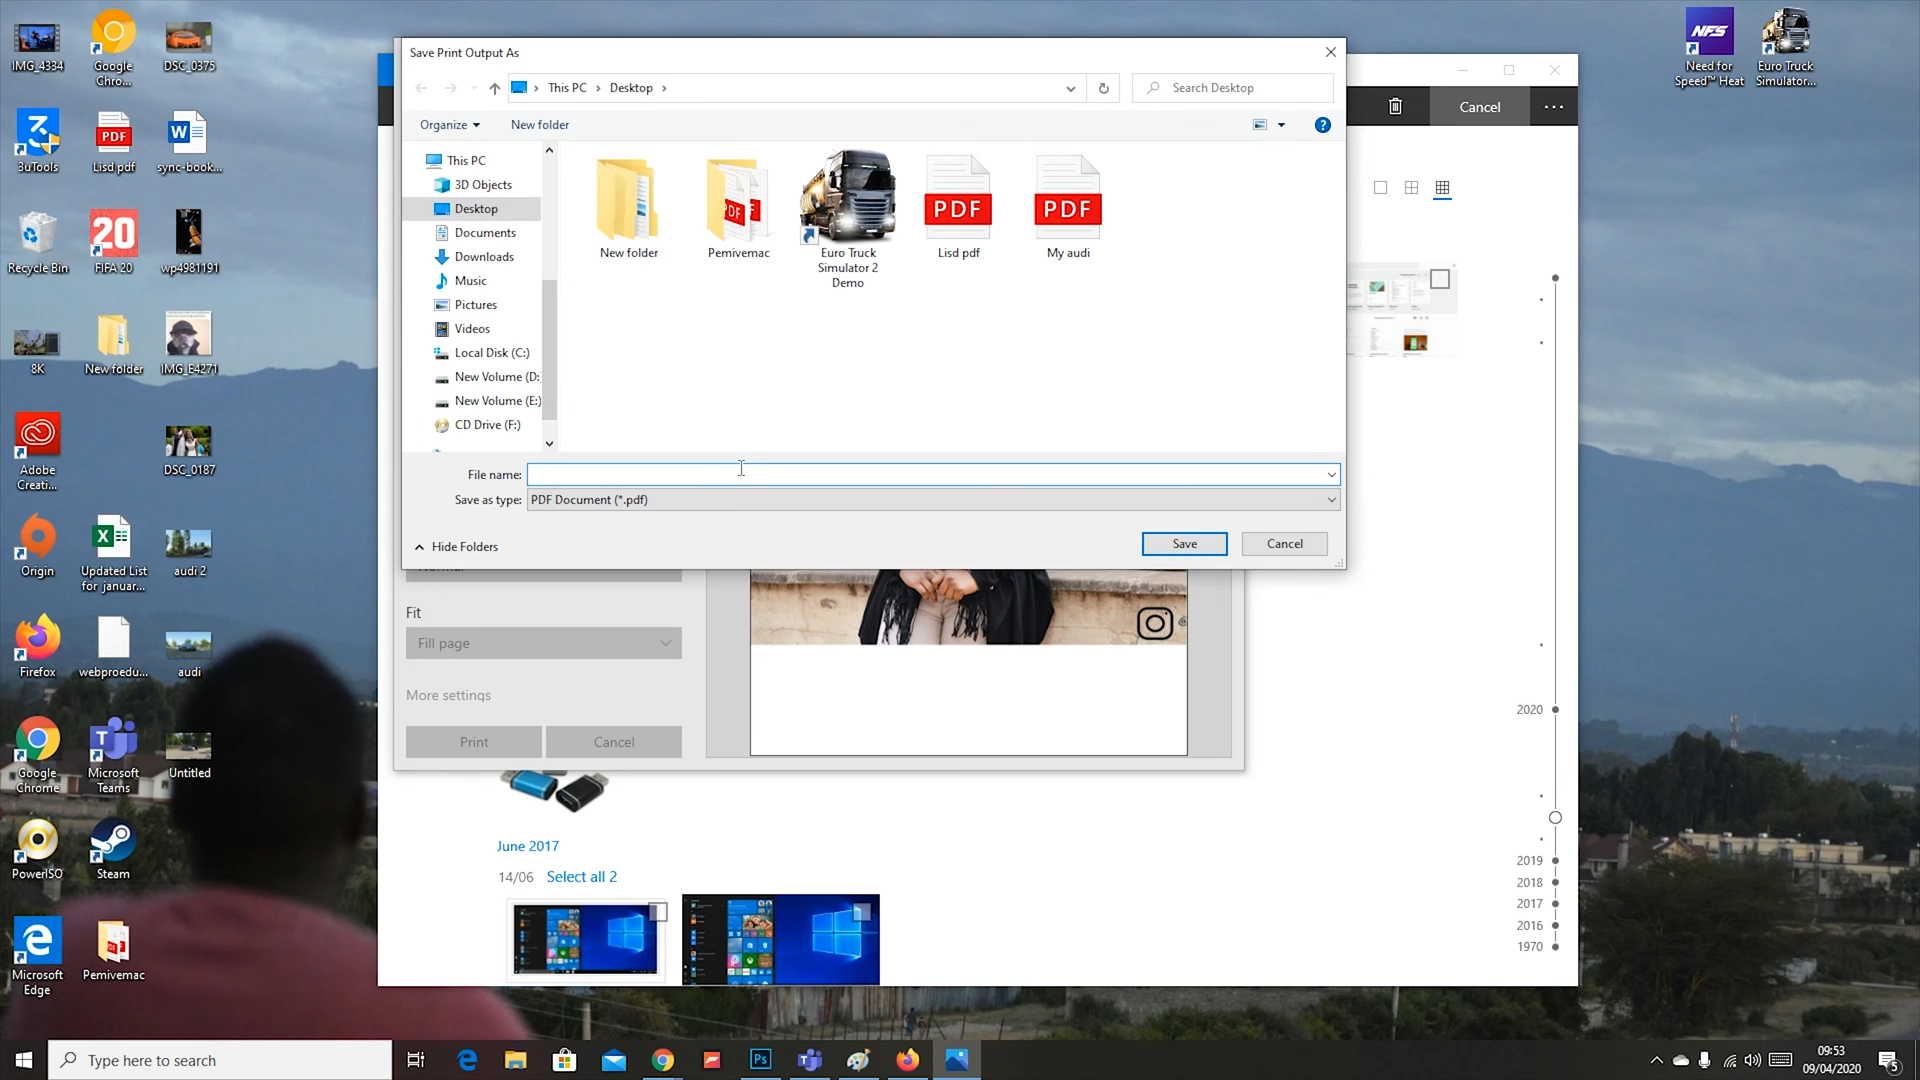 IMG_4334
Google
Chro...
DSC_0375
3uTools
Lisd pdf
sync-book...
Recycle Bin
FIFA 20
wp4981191
8K
New folder
IMG_E4271
Adobe
Creati...
DSC_0187
Origin
Updated List
for januar...
audi 2
Firefox
webproedu...
audi
Google
Chrome
Microsoft
Teams
Untitled
PowerISO
Steam
Microsoft
Edge
Pemivemac
Need for
Speed™ Heat
Euro Truck
Simulator...
Save Print Output As
This PC
Desktop
Search Desktop
Organize
New folder
This PC
3D Objects
Desktop
Documents
Downloads
Music
Pictures
Videos
Local Disk (C:)
New Volume (D:
New Volume (E:)
CD Drive (F:)
New folder
Pemivemac
Euro Truck
Simulator 2
Demo
PDF
Lisd pdf
PDF
My audi
File name:
Save as type:
PDF Document (*.pdf)
Hide Folders
Save
Cancel
Cancel
Fit
Fill page
More settings
Print
Cancel
June 2017
14/06
Select all 2
2020
2019
2018
2017
2016
1970
Type here to search
09:53
09/04/2020
5